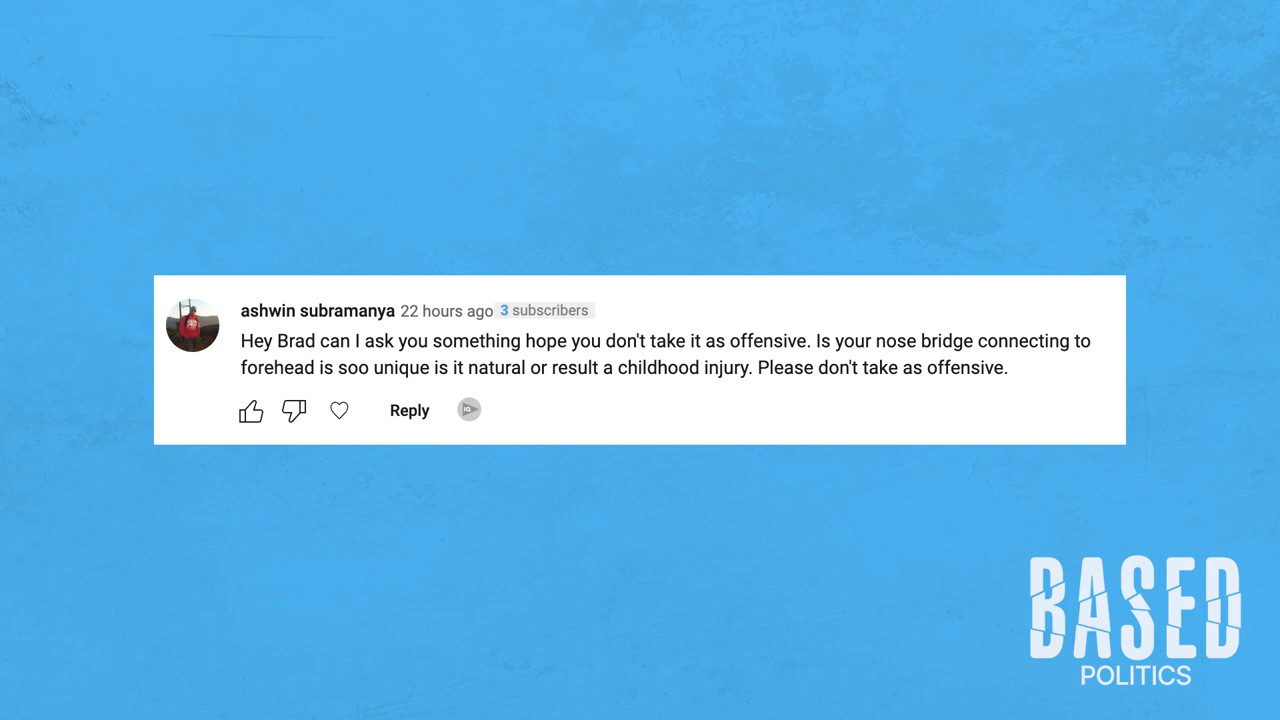 ashwin subramanya 22 hours ago 3 subscribers
Hey Brad can I ask you something hope you don't take it as offensive. Is your nose bridge connecting to
forehead is soo unique is it natural or result a childhood injury. Please don't take as offensive.
Reply
BASED
POLITICS